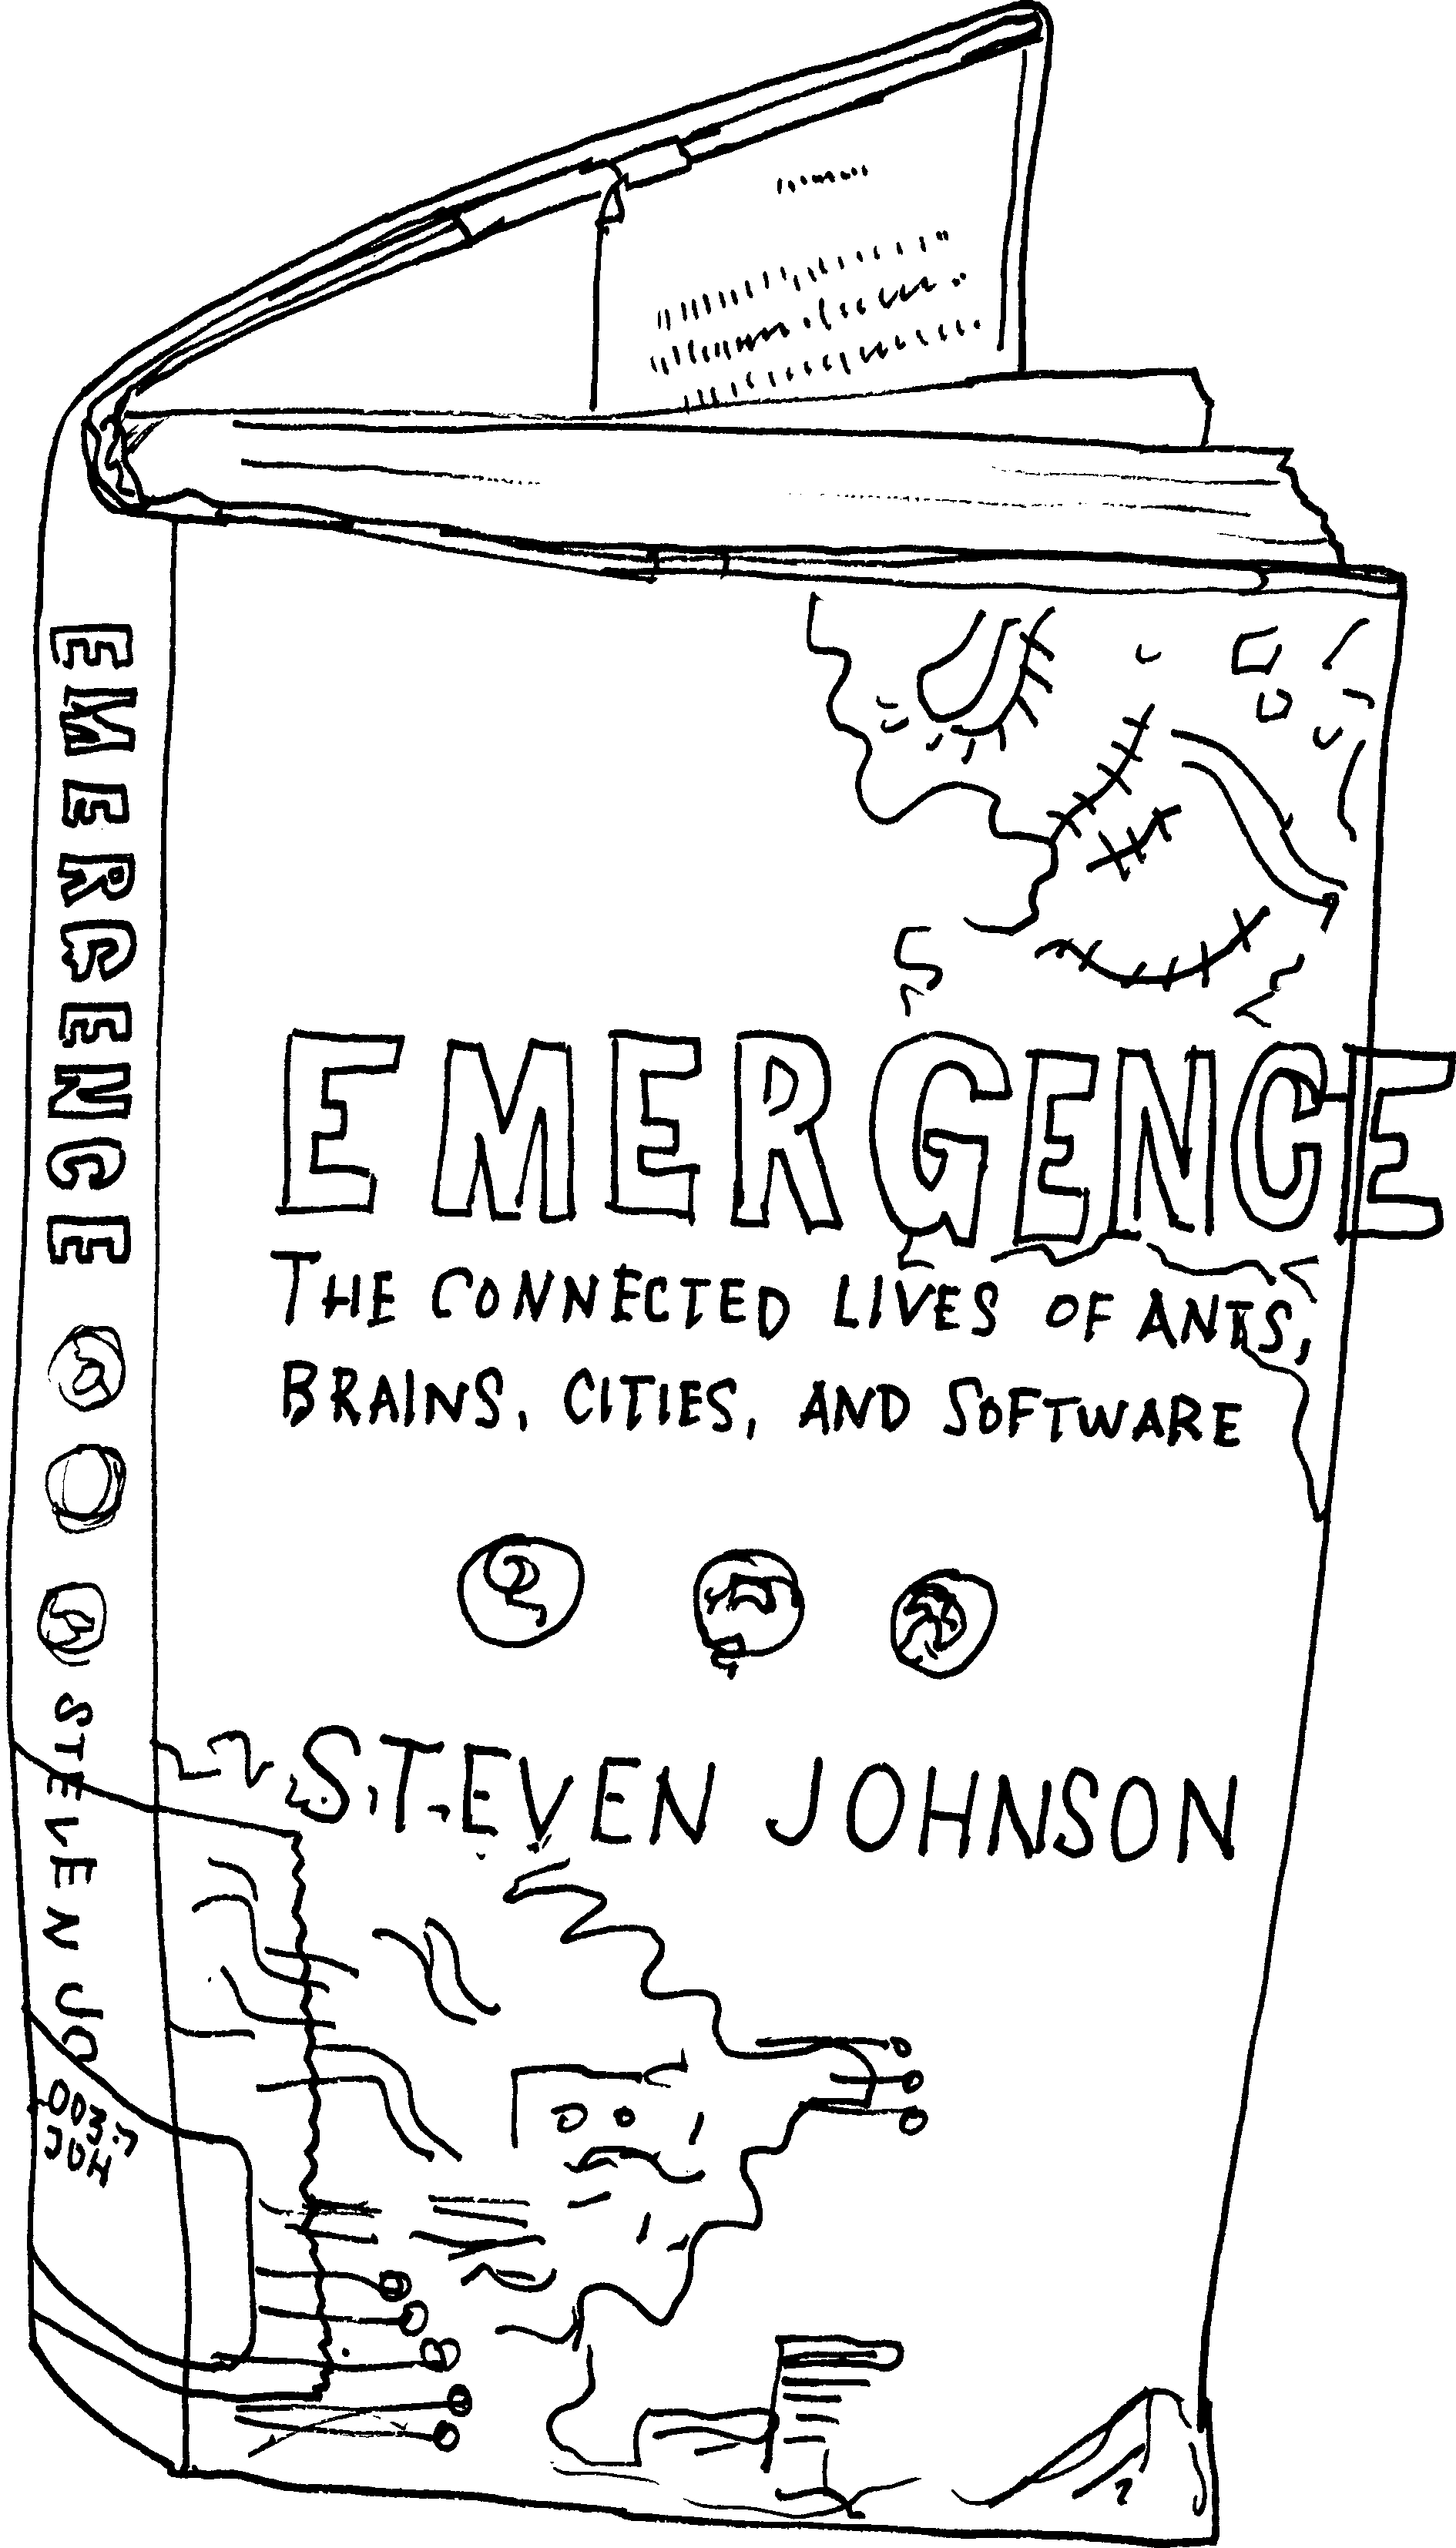 EMERGENCE
THE CONNECTED LIVES OF ANTS,
BRAINS, CITIES, AND SOFTWARE
STEVEN JOHNSON
EMERGENCE
STEVEN JO
003.7
JOH